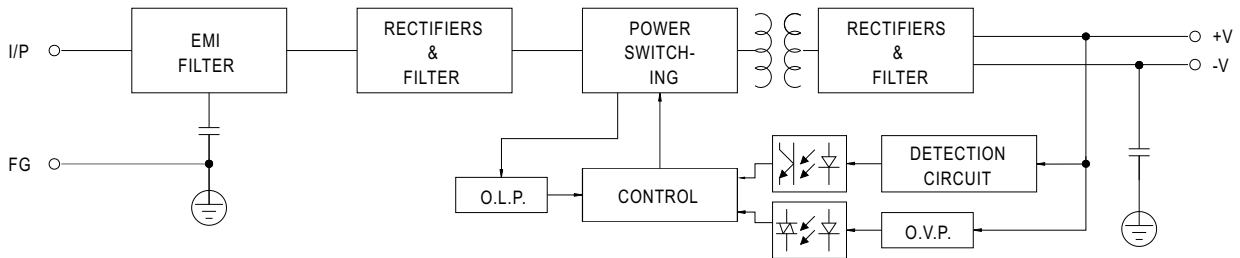 I/P
EMI
FILTER
RECTIFIERS
&
FILTER
POWER
SWITCH-
ING
RECTIFIERS
&
FILTER
+V
-V
FG
O.L.P.
CONTROL
DETECTION
CIRCUIT
O.V.P.